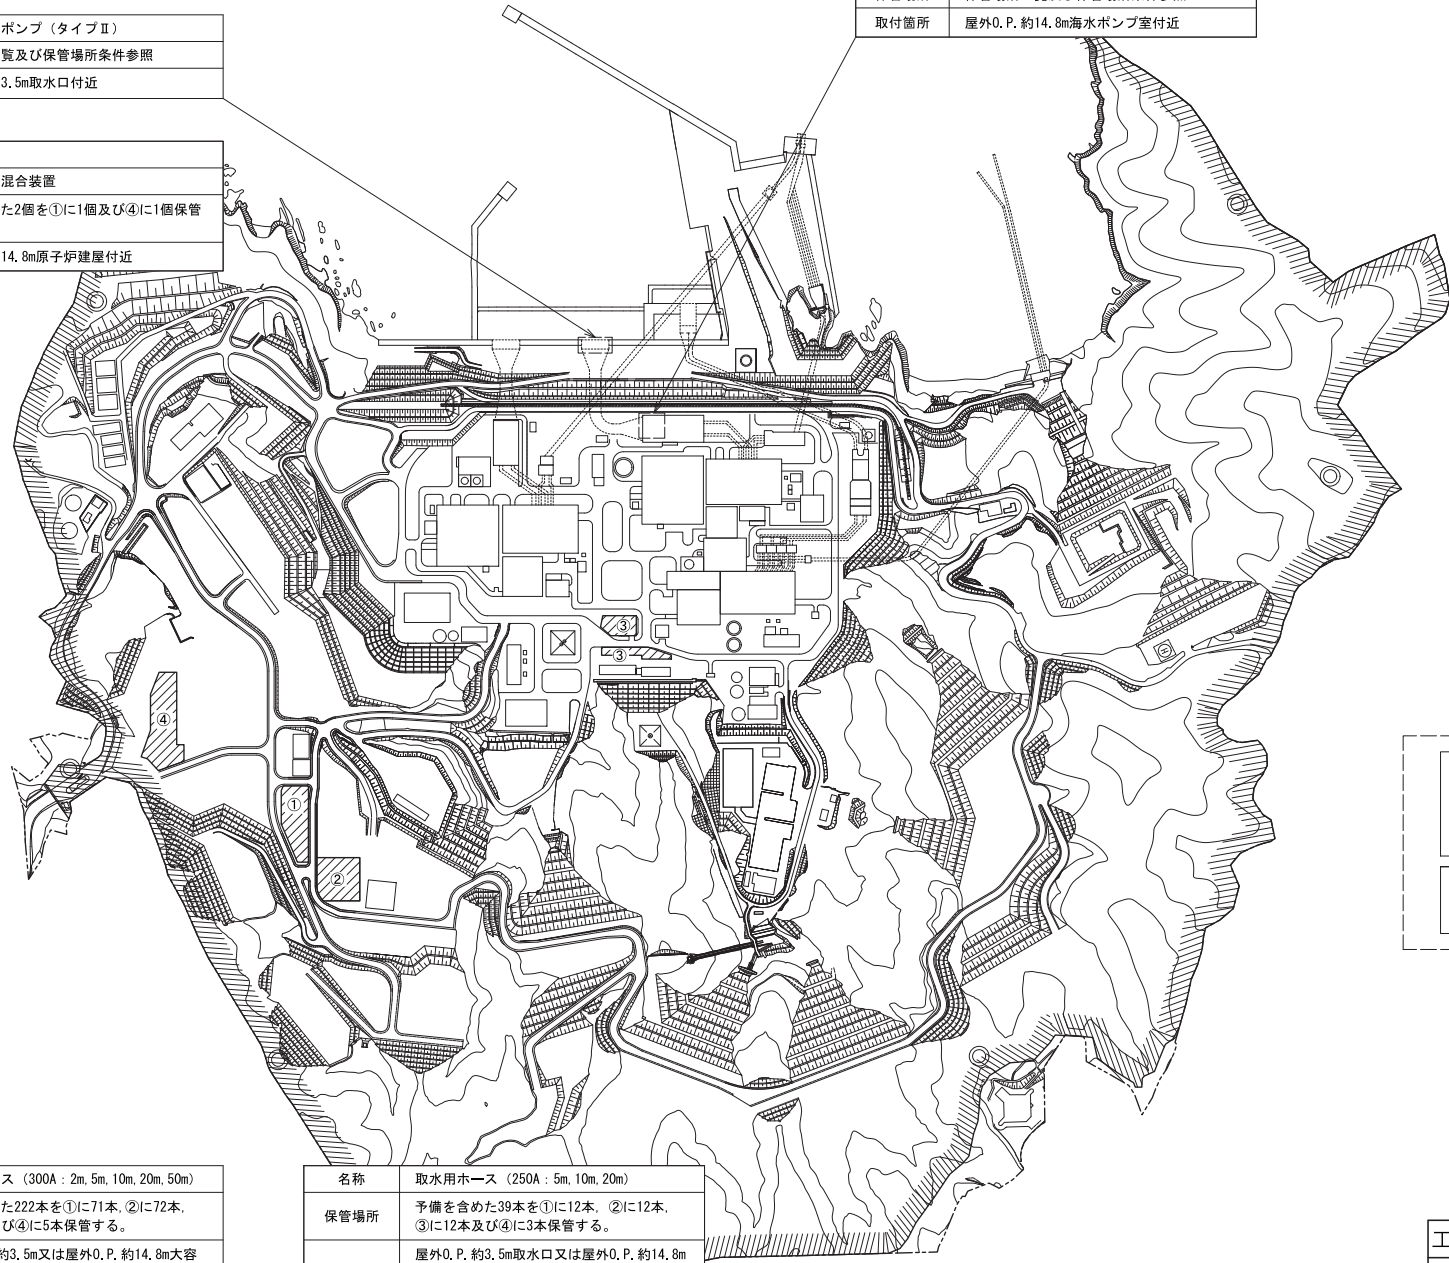 ポンプ（タイプⅡ）
覧及び保管場所条件参照
3.5m取水口付近
取付箇所 屋外O.P.約14.8m海水ポンプ室付近
混合装置
た2個を①に1個及び④に1個保管
14.8m原子炉建屋付近
③
③
④
①
②
ス（300A：2m,5m,10m,20m,50m）
た222本を①に71本,②に72本,
び④に5本保管する。
約3.5m又は屋外O.P.約14.8m大容
名称 取水用ホース（250A：5m,10m,20m）
保管場所 予備を含めた39本を①に12本，②に12本，
③に12本及び④に3本保管する。
屋外O.P.約3.5m取水口又は屋外O.P.約14.8m
工